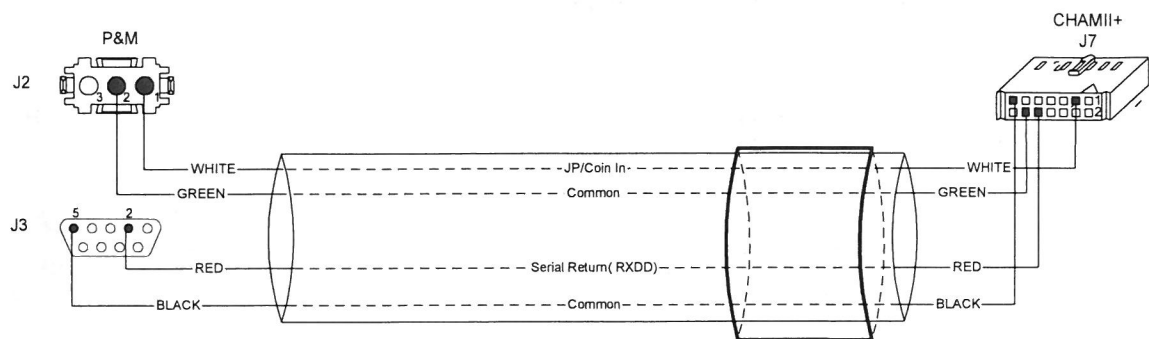 P&M
CHAMII+
J7
J2
3 2 1
1
2
WHITE JP/Coin In WHITE
GREEN Common GREEN
J3
5 2
RED Serial Return( RXDD) RED
BLACK Common BLACK